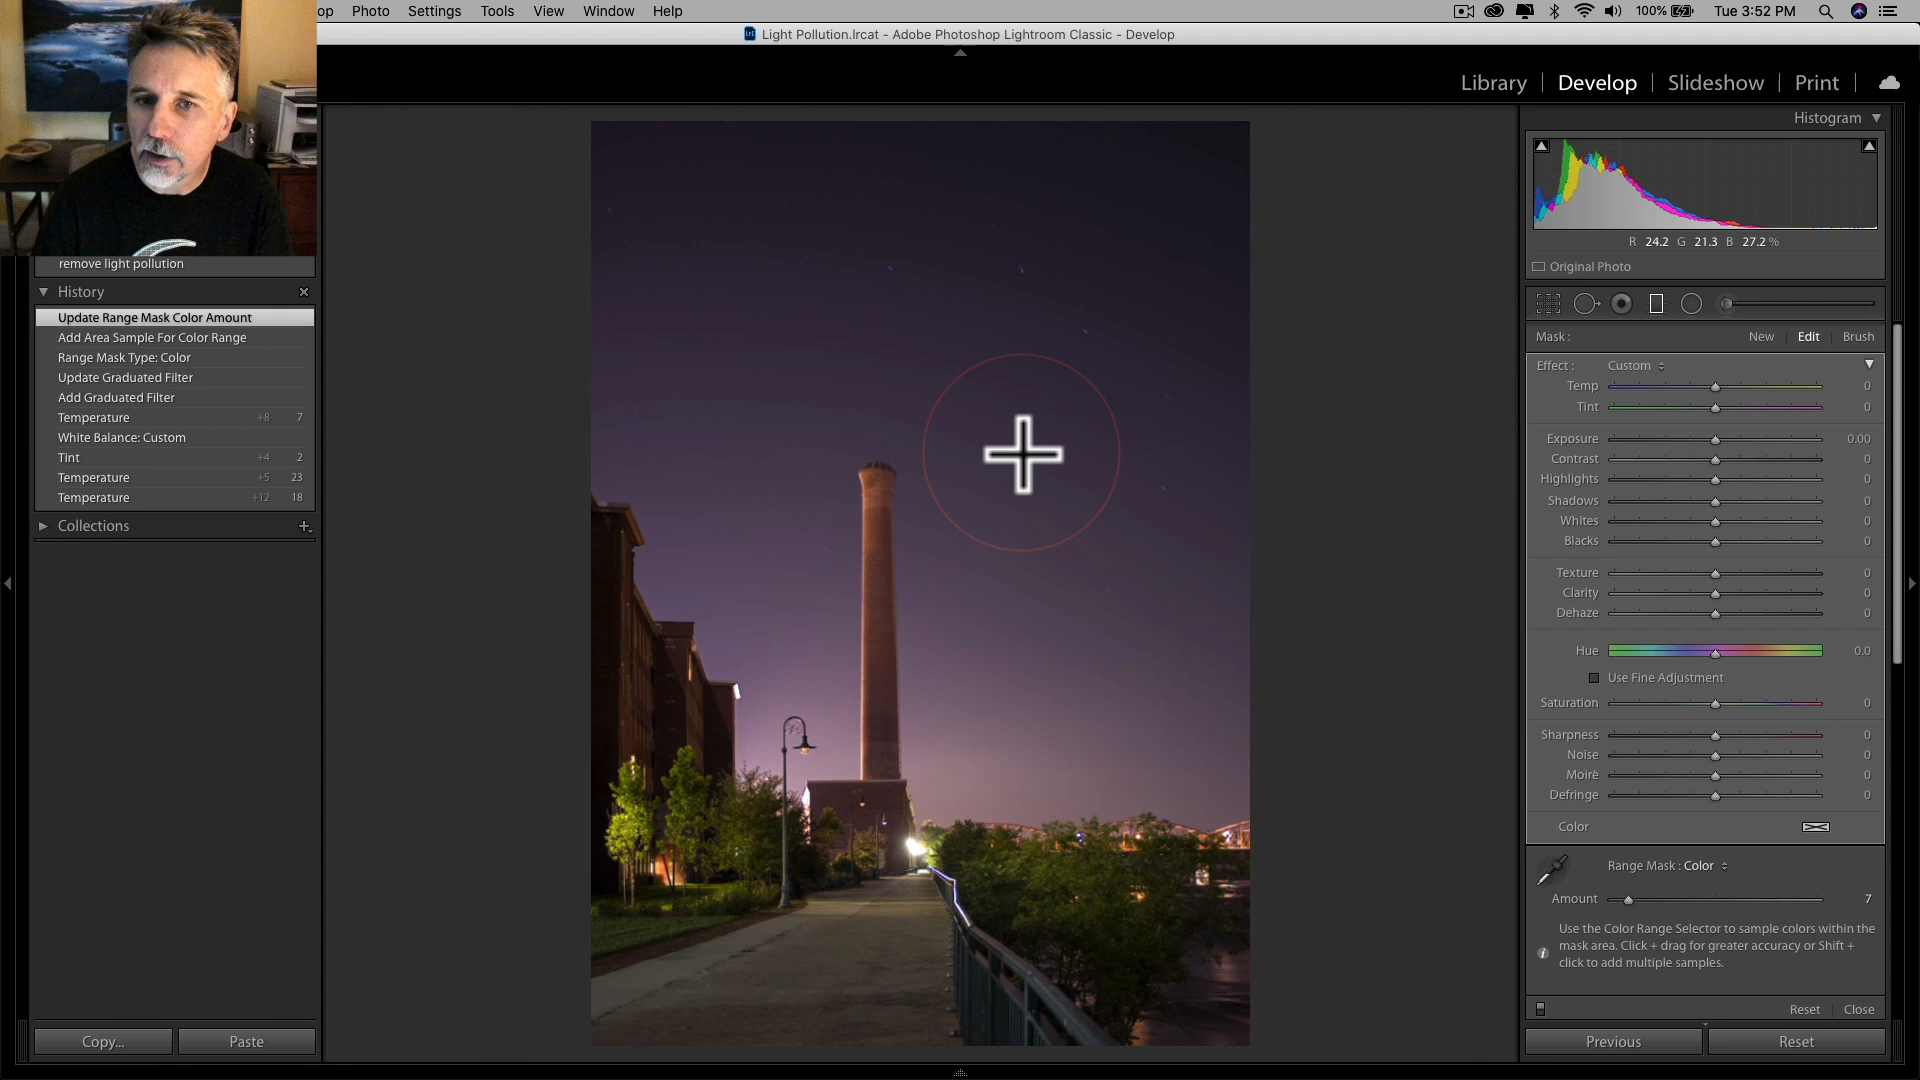 op Photo Settings Tools View Window Help 100% Tue 3:52 PM
Light Pollution.lrcat - Adobe Photoshop Lightroom Classic - Develop
Library | Develop | Slideshow | Print
Histogram
R 24.2 G 21.3 B 27.2 %
Original Photo
remove light pollution
History
Update Range Mask Color Amount
Add Area Sample For Color Range
Range Mask Type: Color
Update Graduated Filter
Add Graduated Filter
Temperature +8 7
White Balance: Custom
Tint +4 2
Temperature +5 23
Temperature +12 18
Collections
Copy... Paste
Mask : New Edit Brush
Effect : Custom
Temp 0
Tint 0
Exposure 0.00
Contrast 0
Highlights 0
Shadows 0
Whites 0
Blacks 0
Texture 0
Clarity 0
Dehaze 0
Hue 0.0
Use Fine Adjustment
Saturation 0
Sharpness 0
Noise 0
Moiré 0
Defringe 0
Color
Range Mask : Color
Amount 7
Use the Color Range Selector to sample colors within the
mask area. Click + drag for greater accuracy or Shift +
click to add multiple samples.
Reset Close
Previous Reset